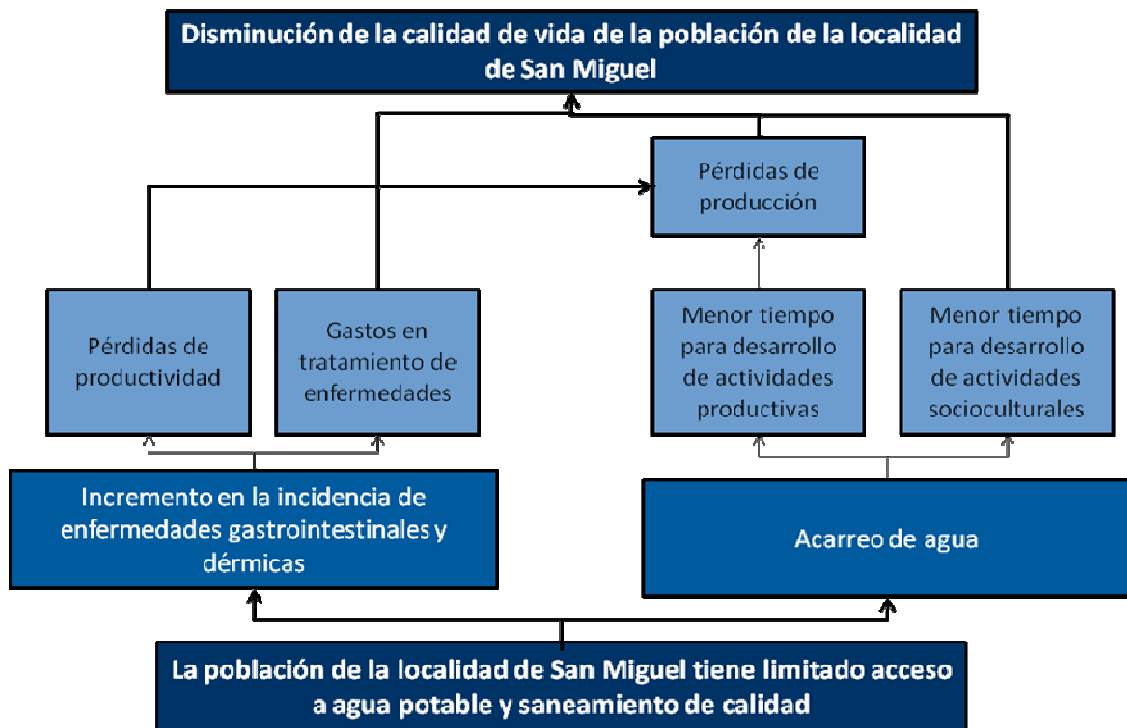 Disminución de la calidad de vida de la población de la localidad
de San Miguel
Pérdidas de
producción
Pérdidas de
productividad
Gastos en
tratamiento de
enfermedades
Menor tiempo
para desarrollo
de actividades
productivas
Menor tiempo
para desarrollo
de actividades
socioculturales
Incremento en la incidencia de
enfermedades gastrointestinales y
dérmicas
Acarreo de agua
La población de la localidad de San Miguel tiene limitado acceso
a agua potable y saneamiento de calidad